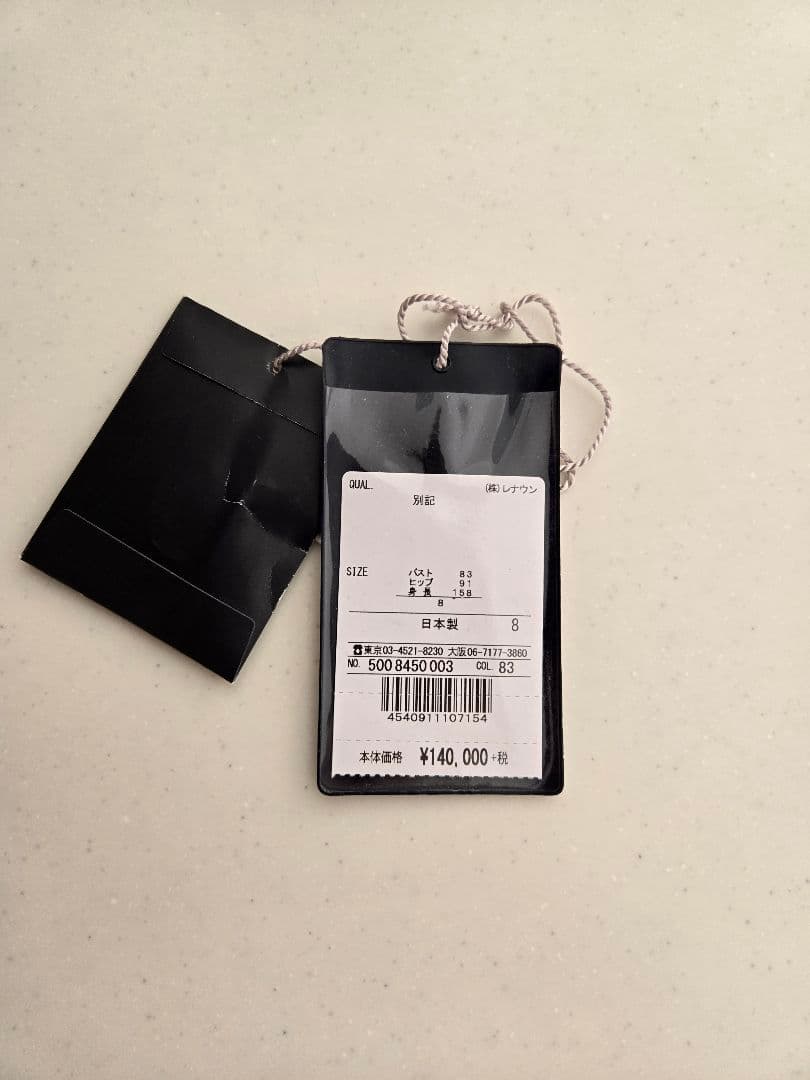 QUAL. (株)レナウン
別記
SIZE バスト 83
ヒップ 91
身長 158
8
日本製 8
☎東京03-4521-8230 大阪06-7177-3860
NO. 500 8450 003 COL. 83
4540911107154
本体価格 ¥140,000+税